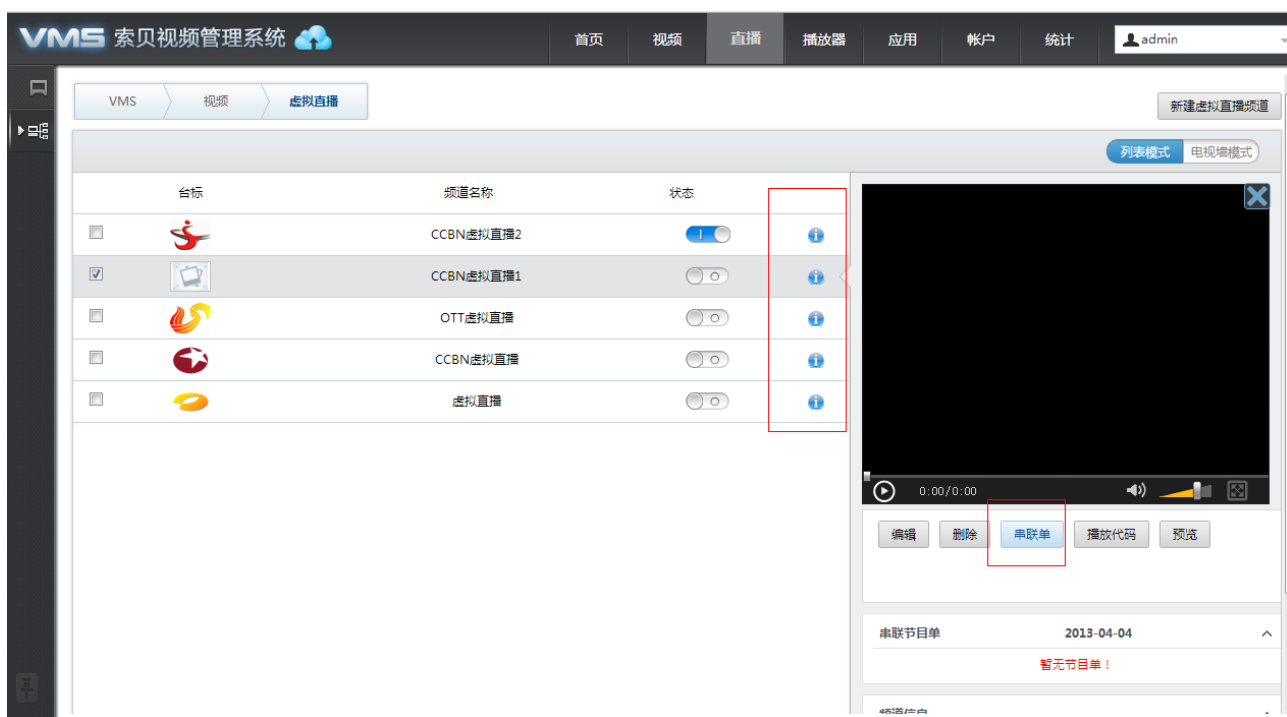 VMS 索贝视频管理系统
首页 视频 直播 播放器 应用 帐户 统计 admin
VMS 视频 虚拟直播
新建虚拟直播频道
列表模式 电视墙模式
台标 频道名称 状态
CCBN虚拟直播2
CCBN虚拟直播1
OTT虚拟直播
CCBN虚拟直播
虚拟直播
0:00/0:00
编辑 删除 串联单 播放代码 预览
串联节目单 2013-04-04
暂无节目单！
频道信息